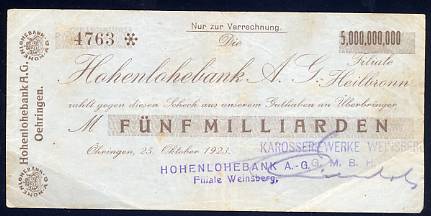 Nur zur Verrechnung.
4763 ✻
5,000,000,000
Die
Filiale
Hohenlohebank A. G. Heilbronn
zahlt gegen diesen Scheck aus unserem Guthaben an Überbringer
M FÜNF MILLIARDEN
Öhringen, 25. Oktober 1923.
KAROSSERIEWERKE WEINSBERG
G. M. B. H.
HOHENLOHEBANK A.-G.
Filiale Weinsberg,
Hohenlohebank A.G.
Oehringen.